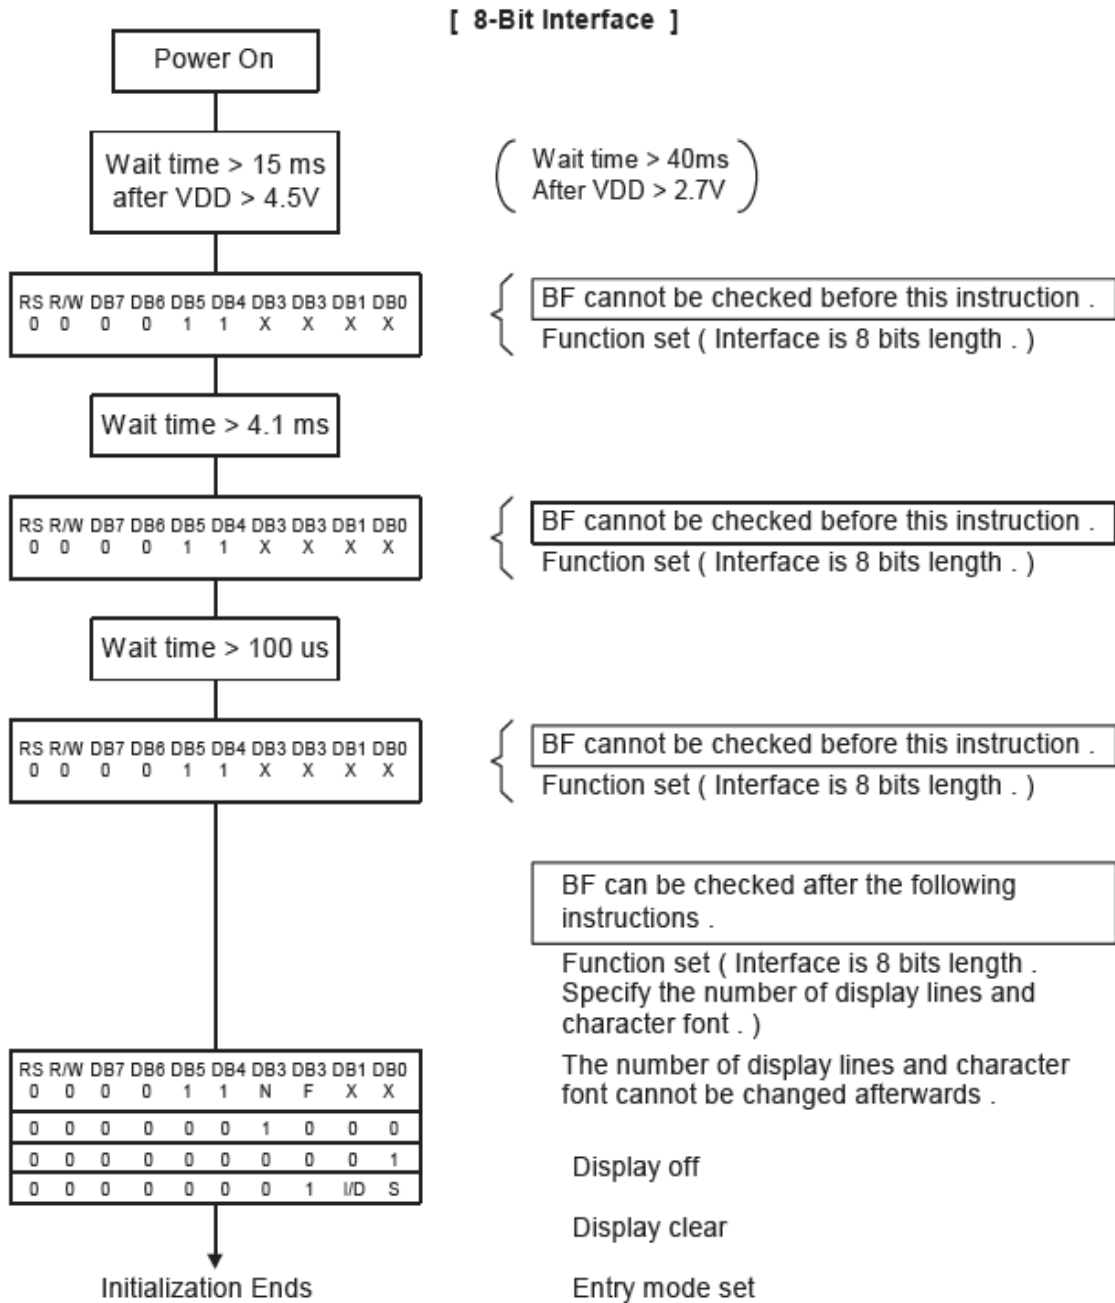 [ 8-Bit Interface ]
Power On
Wait time > 15 ms
after VDD > 4.5V
Wait time > 40ms
After VDD > 2.7V
RS R/W DB7 DB6 DB5 DB4 DB3 DB3 DB1 DB0
0 0 0 0 1 1 X X X X
BF cannot be checked before this instruction .
Function set ( Interface is 8 bits length . )
Wait time > 4.1 ms
RS R/W DB7 DB6 DB5 DB4 DB3 DB3 DB1 DB0
0 0 0 0 1 1 X X X X
BF cannot be checked before this instruction .
Function set ( Interface is 8 bits length . )
Wait time > 100 us
RS R/W DB7 DB6 DB5 DB4 DB3 DB3 DB1 DB0
0 0 0 0 1 1 X X X X
BF cannot be checked before this instruction .
Function set ( Interface is 8 bits length . )
BF can be checked after the following
instructions .
Function set ( Interface is 8 bits length .
Specify the number of display lines and
character font . )
RS R/W DB7 DB6 DB5 DB4 DB3 DB3 DB1 DB0
0 0 0 0 1 1 N F X X
0 0 0 0 0 0 1 0 0 0
0 0 0 0 0 0 0 0 0 1
0 0 0 0 0 0 0 1 I/D S
The number of display lines and character
font cannot be changed afterwards .
Display off
Display clear
Initialization Ends
Entry mode set